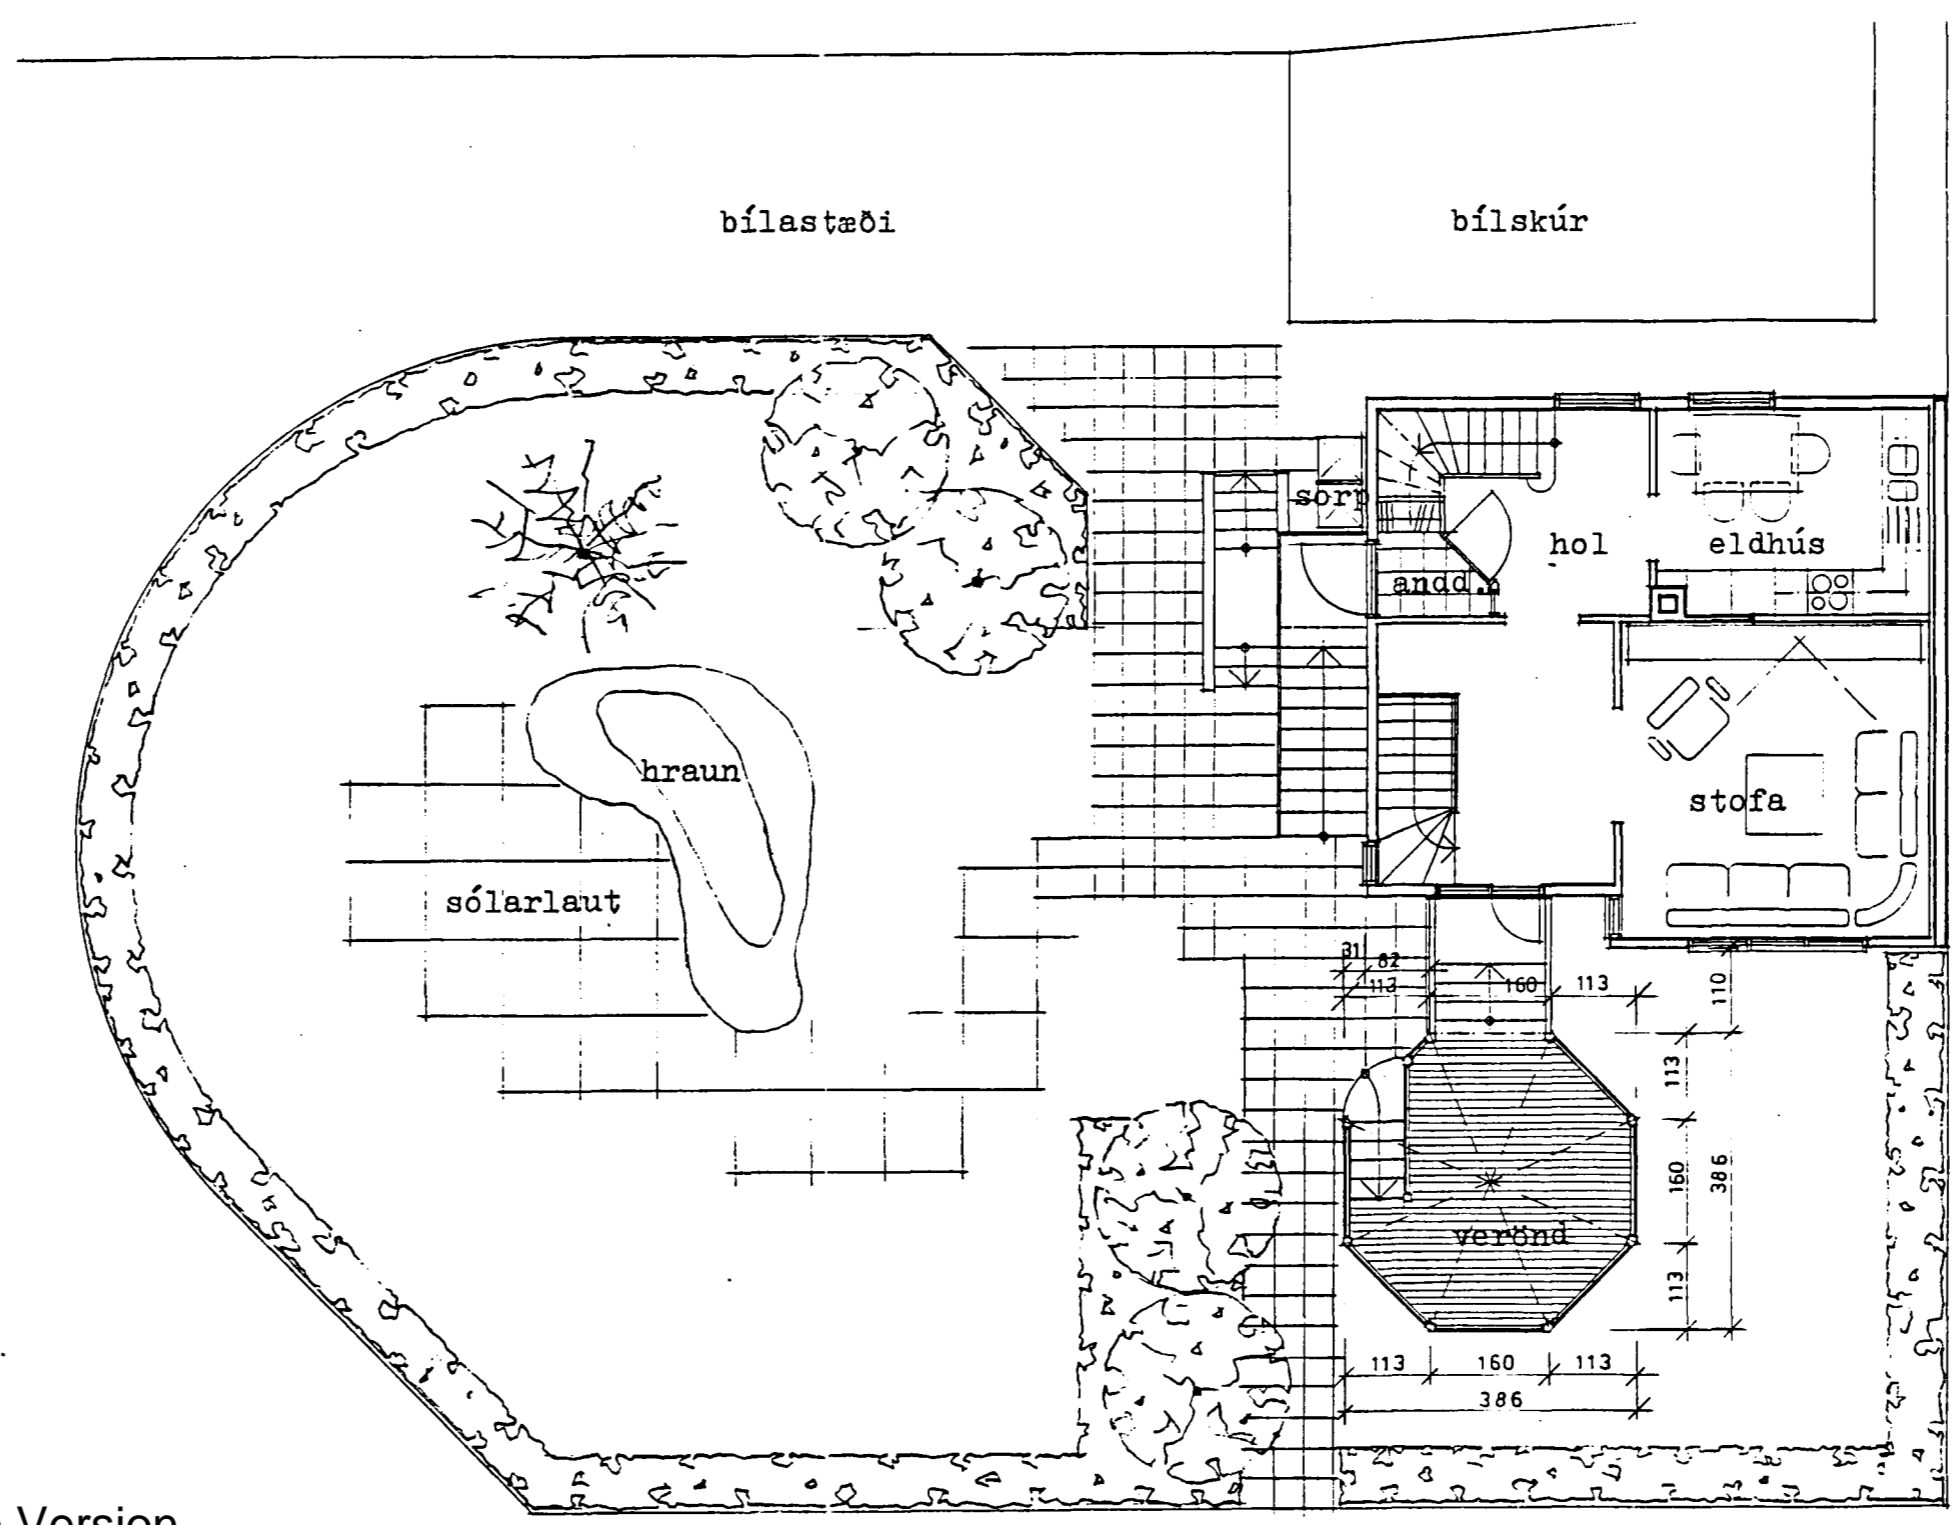 bílastæði
bílskúr
sorp
hol
eldhús
andd.
hraun
stofa
sólarlaut
31
82
113
160
113
110
113
160
386
113
verönd
113
160
113
386
Version